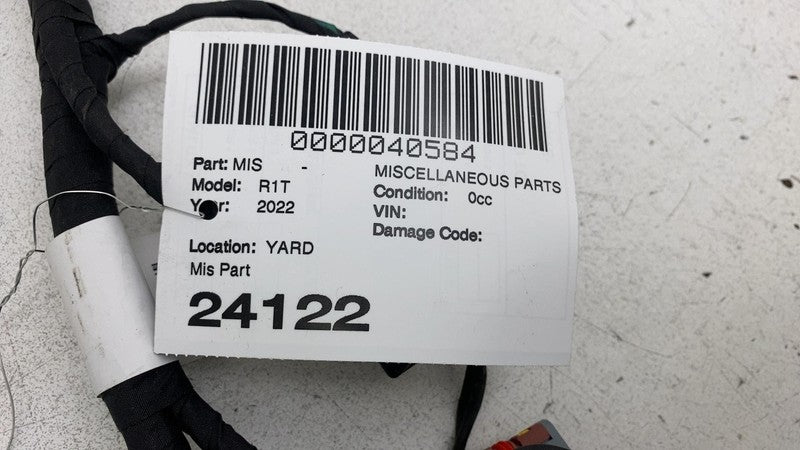 0000040584
Part: MIS - MISCELLANEOUS PARTS
Model: R1T Condition: 0cc
Year: 2022 VIN:
Damage Code:
Location: YARD
Mis Part
24122